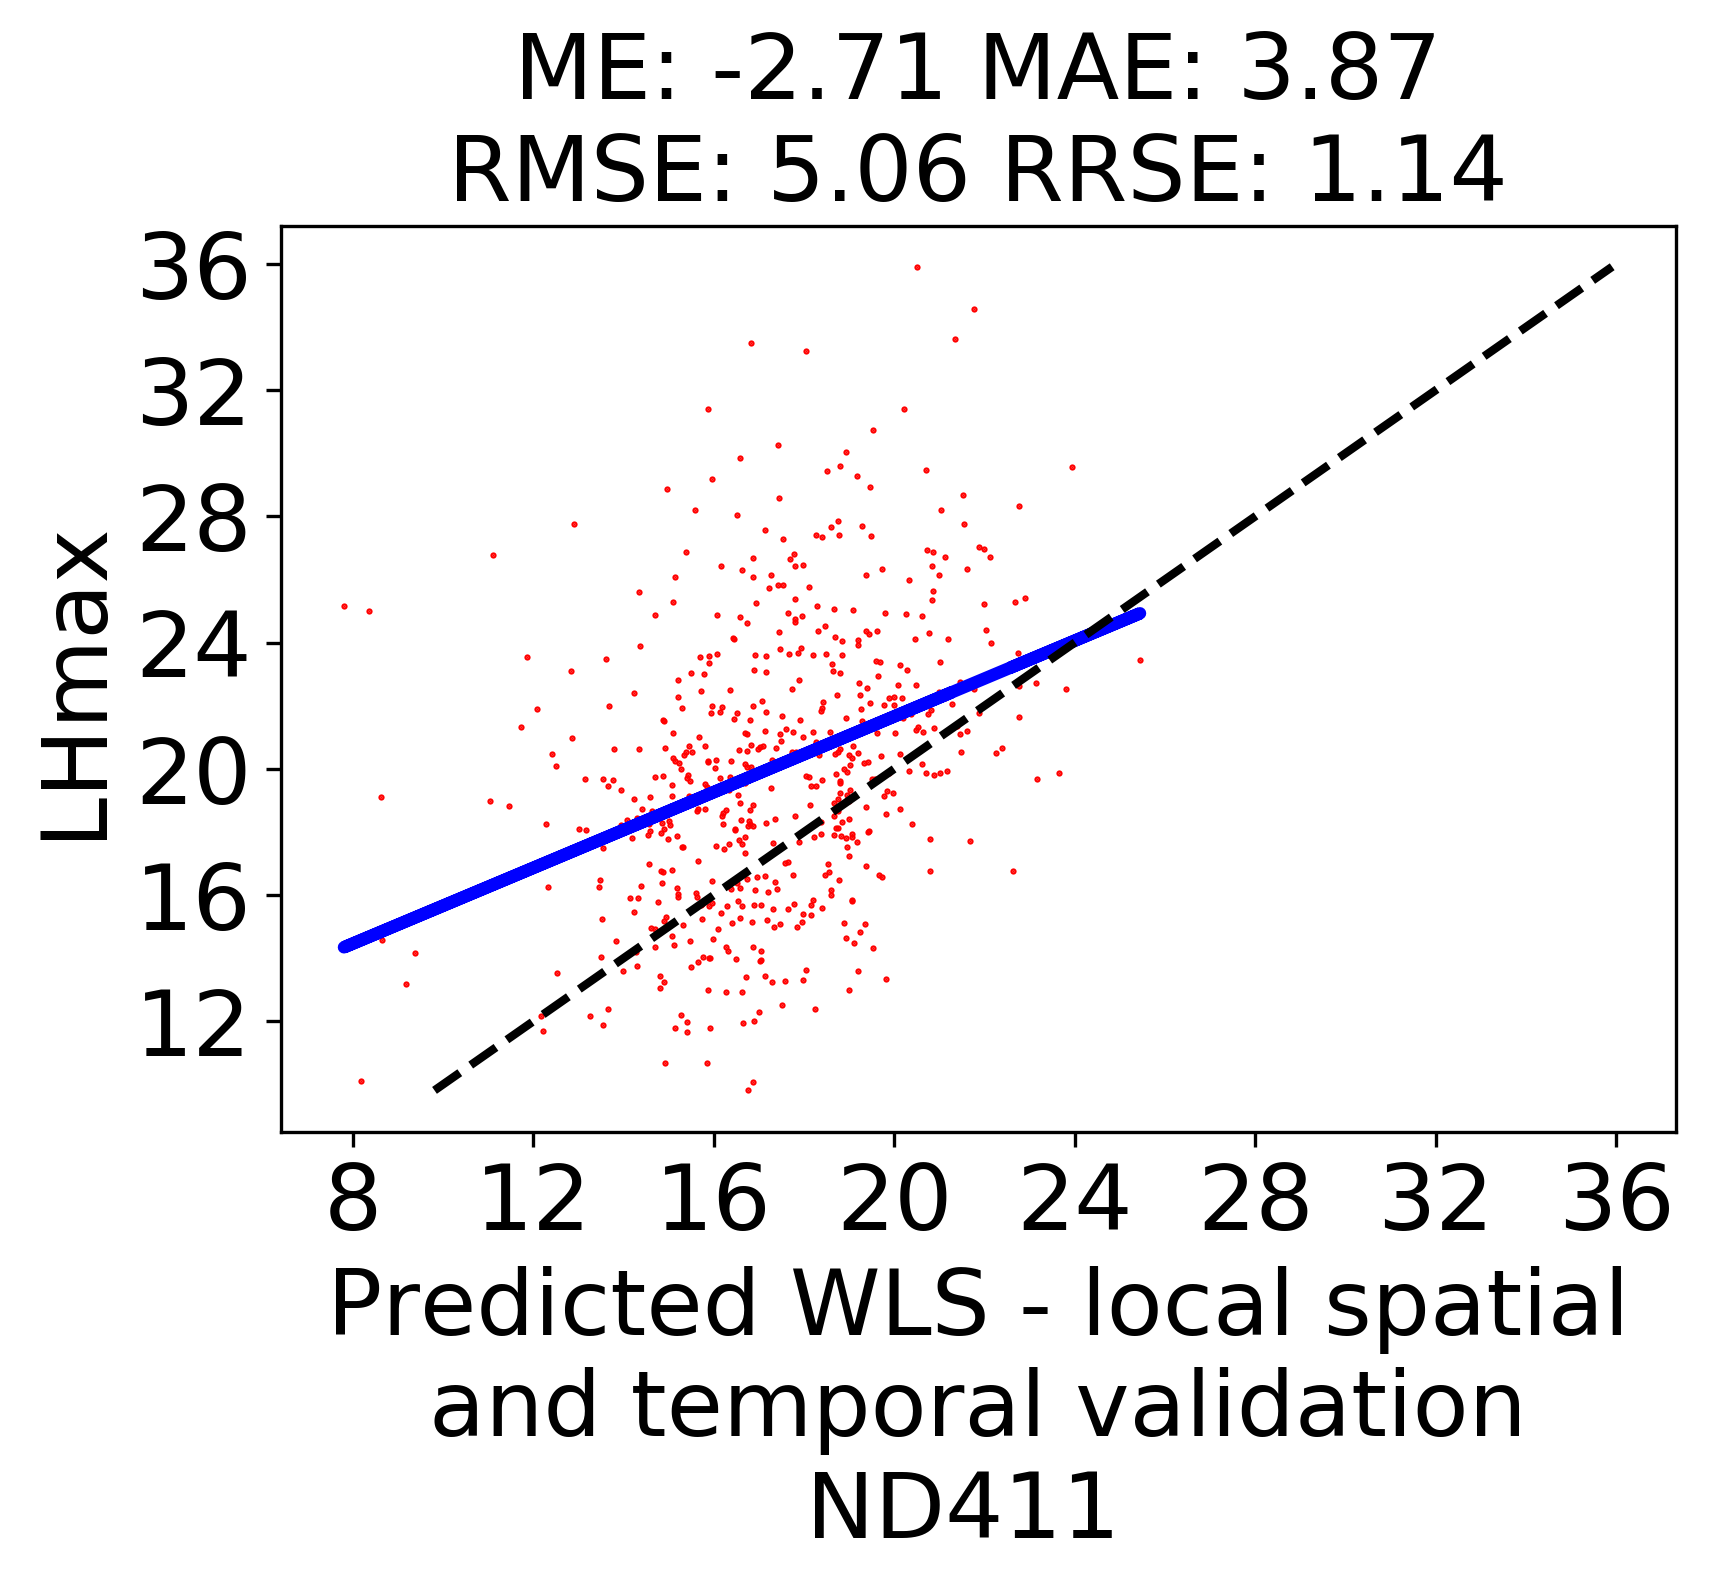 ME: -2.71 MAE: 3.87
RMSE: 5.06 RRSE: 1.14
36
32
28
24
20
16
12
LHmax
8 12 16 20 24 28 32 36
Predicted WLS - local spatial
and temporal validation
ND411